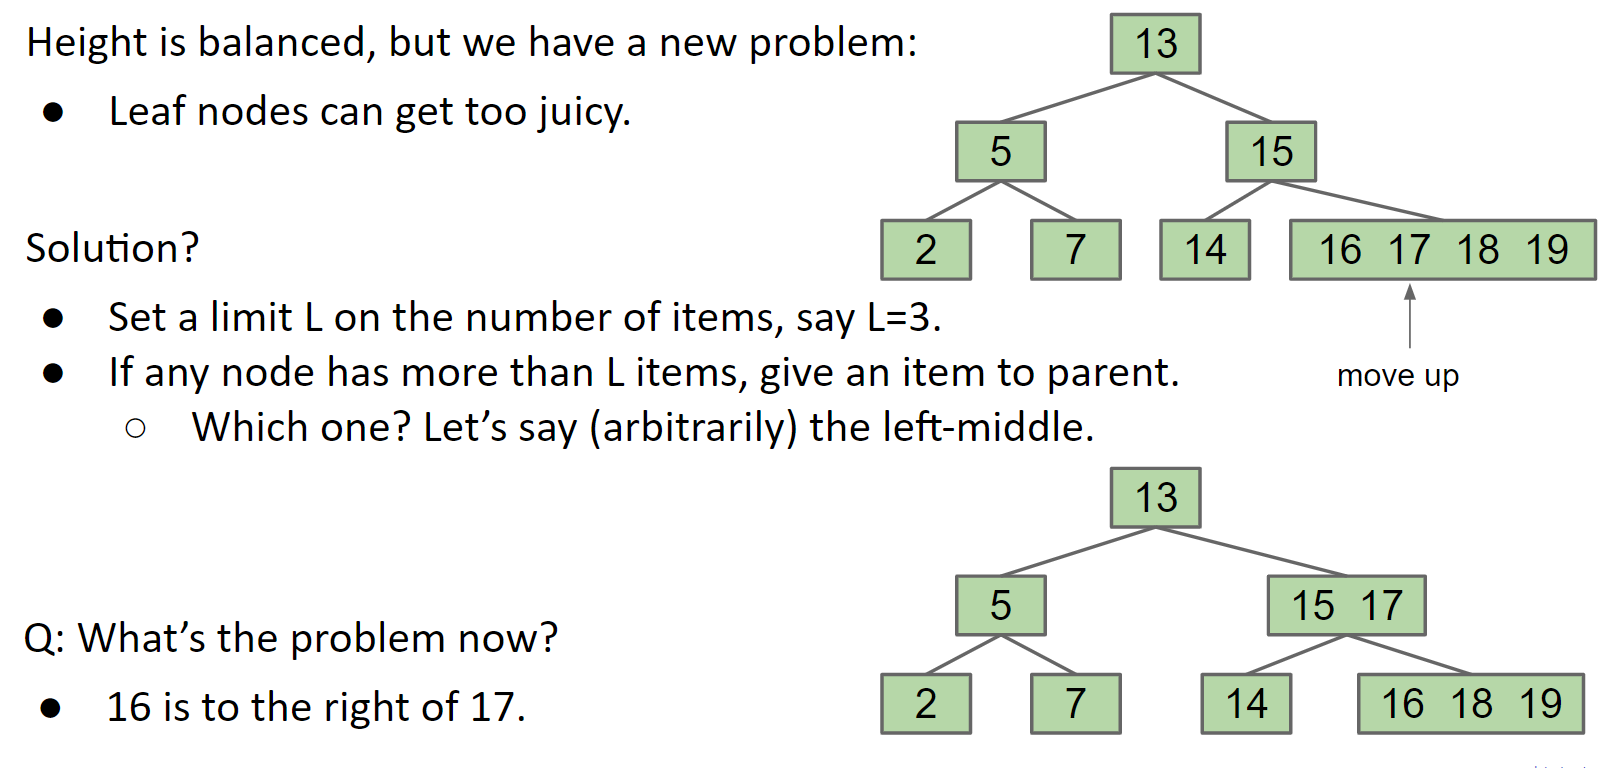 Height is balanced, but we have a new problem:
● Leaf nodes can get too juicy.
Solution?
● Set a limit L on the number of items, say L=3.
● If any node has more than L items, give an item to parent.
○ Which one? Let’s say (arbitrarily) the left-middle.
Q: What’s the problem now?
● 16 is to the right of 17.
13
5 15
2 7 14 16 17 18 19
move up
13
5 15 17
2 7 14 16 18 19